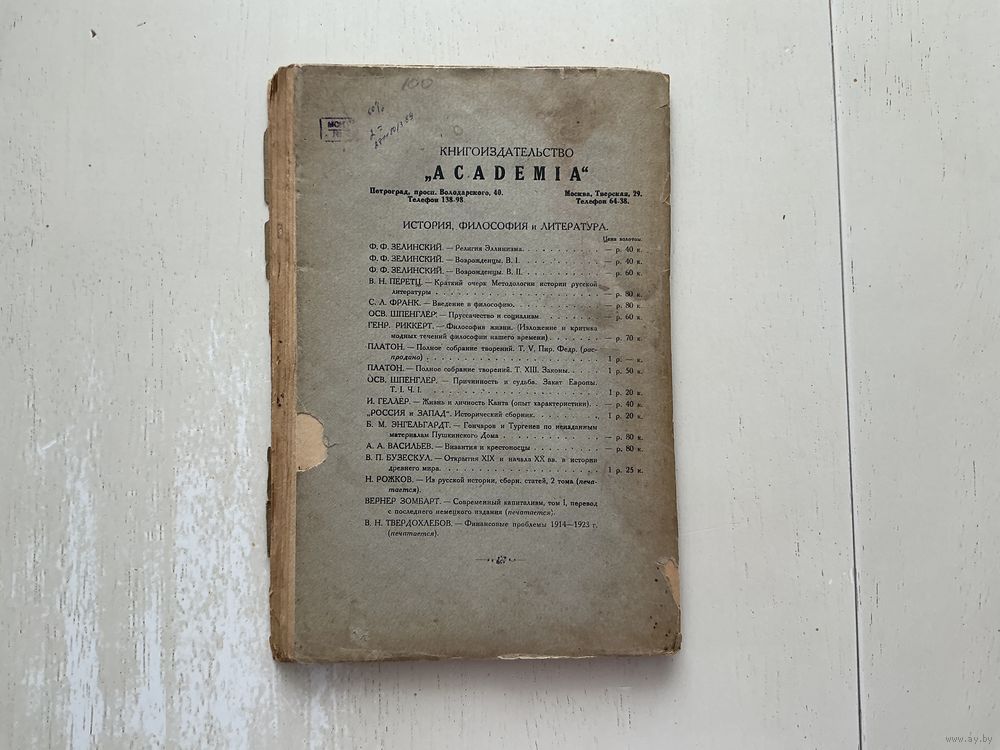 100
МСК
КНИГОИЗДАТЕЛЬСТВО
„ACADEMIA“
Петроград, просп. Володарского, 40.
Телефон 138-98.
Москва, Тверская, 29.
Телефон 64-38.
ИСТОРИЯ, ФИЛОСОФИЯ и ЛИТЕРАТУРА.
Цена золотом.
Ф. Ф. ЗЕЛИНСКИЙ. — Религия Эллинизма. — р. 40 к.
Ф. Ф. ЗЕЛИНСКИЙ. — Возрожденцы. В. I. — р. 40 к.
Ф. Ф. ЗЕЛИНСКИЙ. — Возрожденцы. В. II. — р. 60 к.
В. Н. ПЕРЕТЦ. — Краткий очерк Методологии истории русской
литературы — р. 80 к.
С. Л. ФРАНК. — Введение в философию. — р. 80 к.
ОСВ. ШПЕНГЛЕР. — Пруссачество и социализм. — р. 60 к.
ГЕНР. РИККЕРТ. — Философия жизни. (Изложение и критика
модных течений философии нашего времени) — р. 70 к.
ПЛАТОН. — Полное собрание творений. Т. V. Пир. Федр. (рас-
продано) 1 р. — к.
ПЛАТОН. — Полное собрание творений. Т. XIII. Законы. 1 р. 50 к.
ОСВ. ШПЕНГЛЕР. — Причинность и судьба. Закат Европы.
Т. I. Ч. I. 1 р. 20 к.
И. ГЕЛЛЕР. — Жизнь и личность Канта (опыт характеристики). — р. 40 к.
„РОССИЯ и ЗАПАД“. Исторический сборник. 1 р. 20 к.
Б. М. ЭНГЕЛЬГАРДТ. — Гончаров и Тургенев по неизданным
материалам Пушкинского Дома — р. 80 к.
А. А. ВАСИЛЬЕВ. — Византия и крестоносцы — р. 80 к.
В. П. БУЗЕСКУЛ. — Открытия XIX и начала XX вв. в истории
древнего мира. 1 р. 25 к.
Н. РОЖКОВ. — Из русской истории, сборн. статей, 2 тома (печа-
тается).
ВЕРНЕР ЗОМБАРТ. — Современный капитализм, том I, перевод
с последнего немецкого издания (печатается).
В. Н. ТВЕРДОХЛЕБОВ. — Финансовые проблемы 1914—1923 г.
(печатается).
www.ay.by